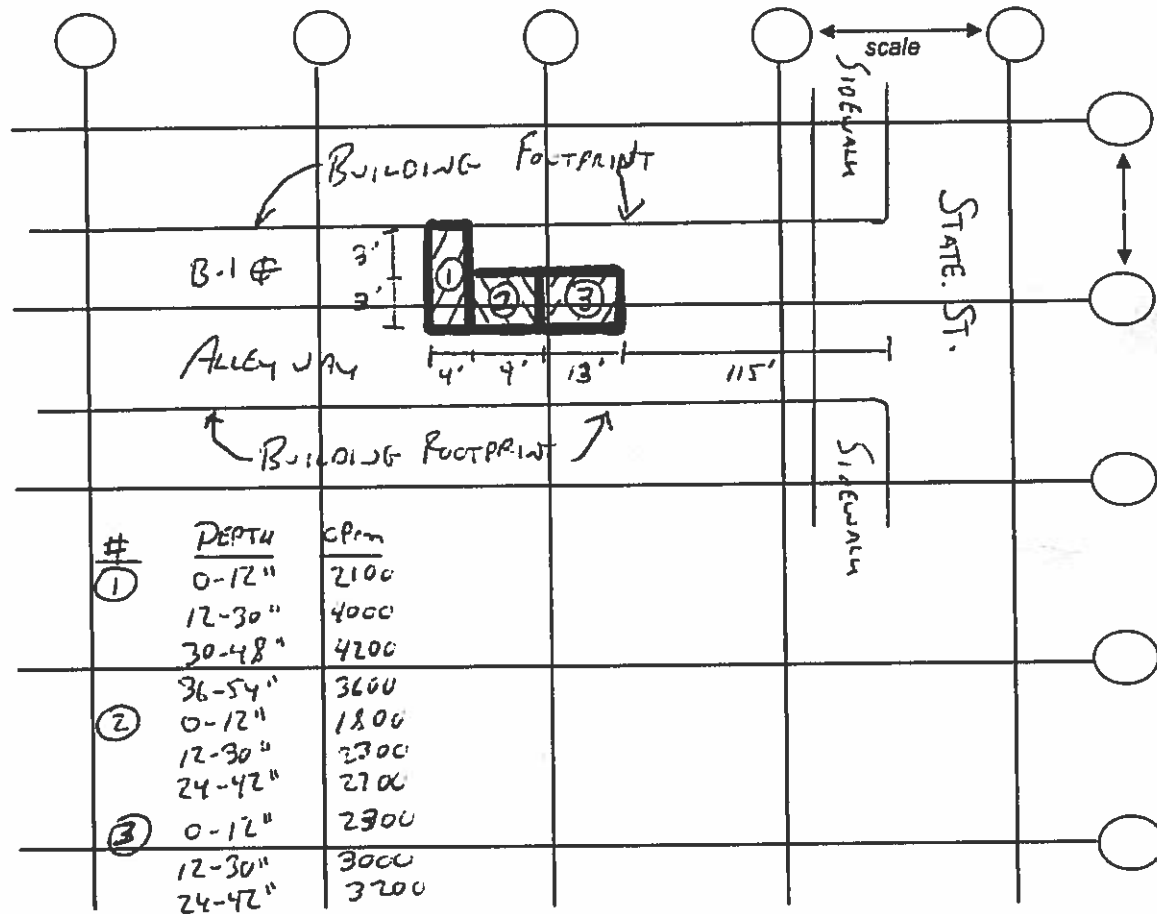 scale
SIDEWALK
BUILDING FOOTPRINT
STATE. ST.
3'
B-1 ⅊
3'
1
2
3
ALLEY WAY
4' 9' 13' 115'
BUILDING FOOTPRINT
SIDEWALK
# DEPTH cpm
1 0-12" 2100
12-30" 4000
30-48" 4200
36-54" 3600
2 0-12" 1800
12-30" 2300
24-42" 2700
3 0-12" 2300
12-30" 3000
24-42" 3200